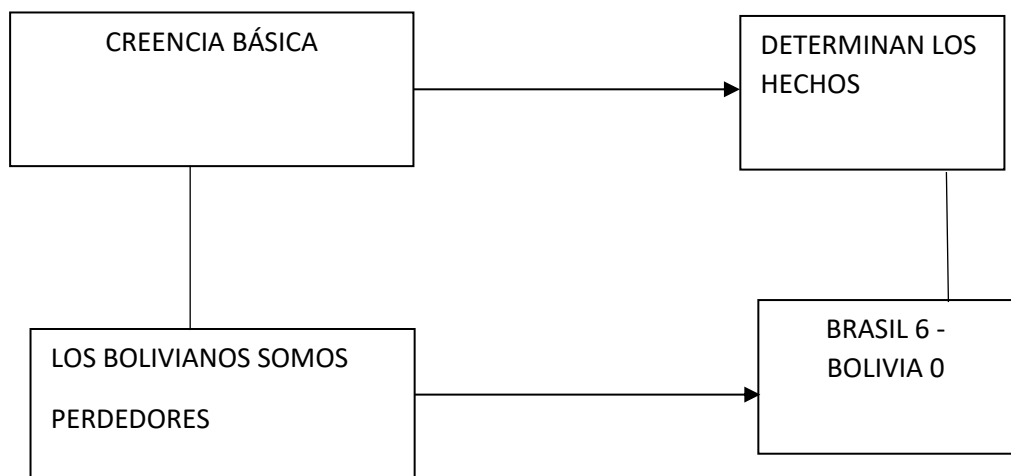 CREENCIA BÁSICA
DETERMINAN LOS
HECHOS
LOS BOLIVIANOS SOMOS
PERDEDORES
BRASIL 6 -
BOLIVIA 0